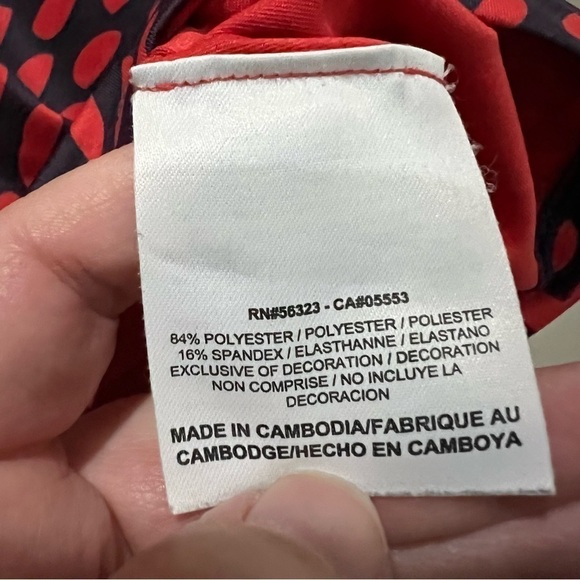 RN#56323 - CA#05553
84% POLYESTER / POLYESTER / POLIESTER
16% SPANDEX / ELASTHANNE / ELASTANO
EXCLUSIVE OF DECORATION / DECORATION
NON COMPRISE / NO INCLUYE LA
DECORACION
MADE IN CAMBODIA/FABRIQUE AU
CAMBODGE/HECHO EN CAMBOYA